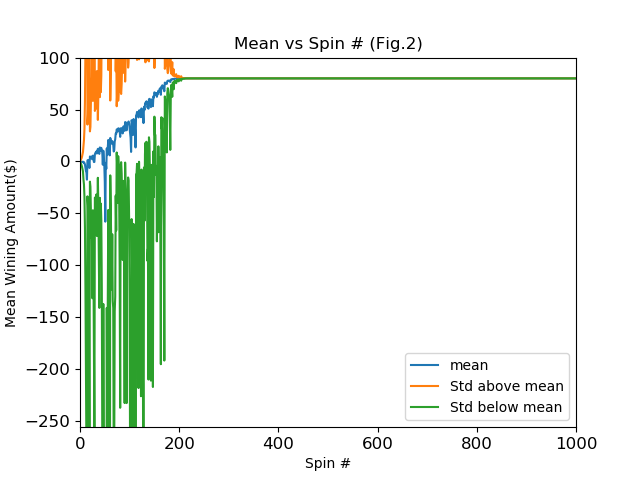 Mean vs Spin # (Fig.2)
Mean Wining Amount($)
100
50
0
−50
−100
−150
−200
−250
mean
Std above mean
Std below mean
0 200 400 600 800 1000
Spin #